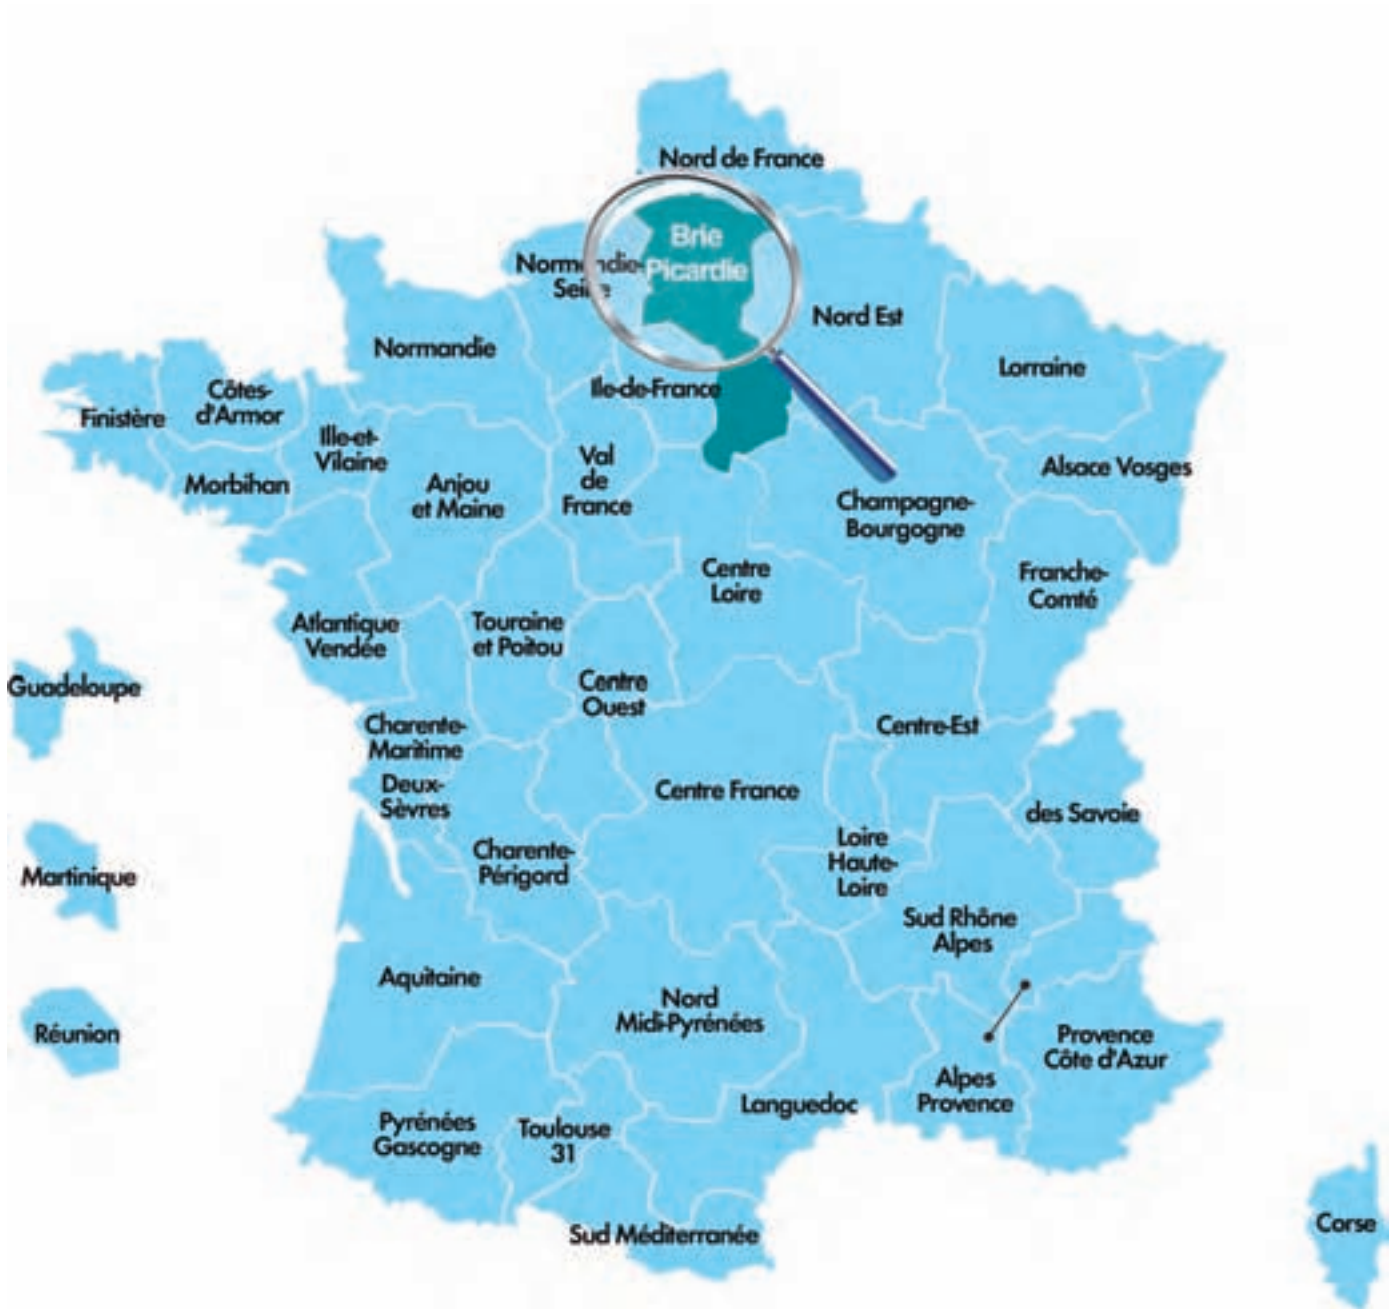 Nord de France
Brie
Picardie
Normandie-
Seine
Nord Est
Normandie
Lorraine
Ile-de-France
Côtes-
d'Armor
Finistère
Ille-et-
Vilaine
Morbihan
Anjou
et Maine
Val
de
France
Alsace Vosges
Champagne-
Bourgogne
Centre
Loire
Franche-
Comté
Atlantique
Vendée
Touraine
et Poitou
Guadeloupe
Centre
Ouest
Charente-
Maritime
Deux-
Sèvres
Centre-Est
Centre France
des Savoie
Loire
Haute-
Loire
Charente-
Périgord
Martinique
Sud Rhône
Alpes
Aquitaine
Nord
Midi-Pyrénées
Réunion
Provence
Côte d'Azur
Alpes
Provence
Languedoc
Pyrénées
Gascogne
Toulouse
31
Sud Méditerranée
Corse